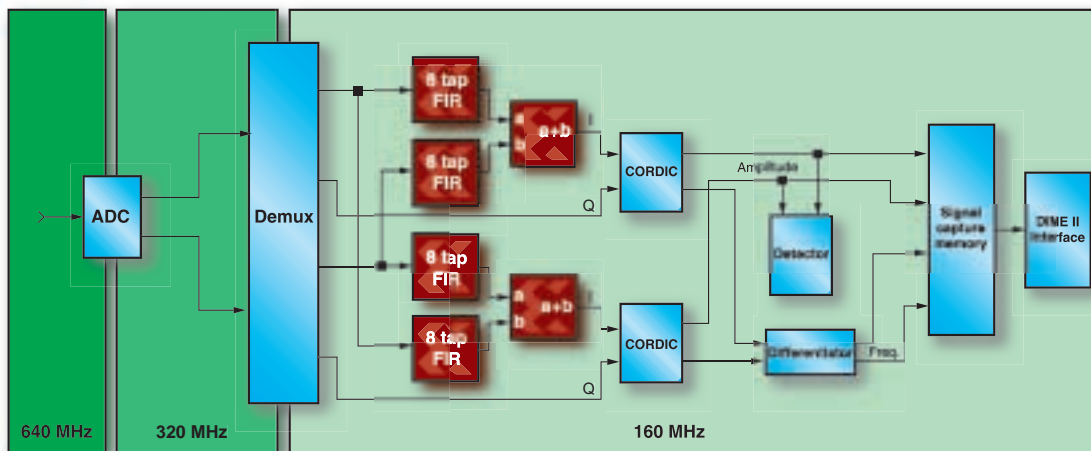 8 tap
FIR
a
b
a+b
I
8 tap
FIR
CORDIC
Q
Amplitude
ADC
Demux
Signal
capture
memory
DIME II
Interface
Detector
8 tap
FIR
a
b
a+b
I
8 tap
FIR
CORDIC
Q
Differentiator
Freq.
640 MHz
320 MHz
160 MHz